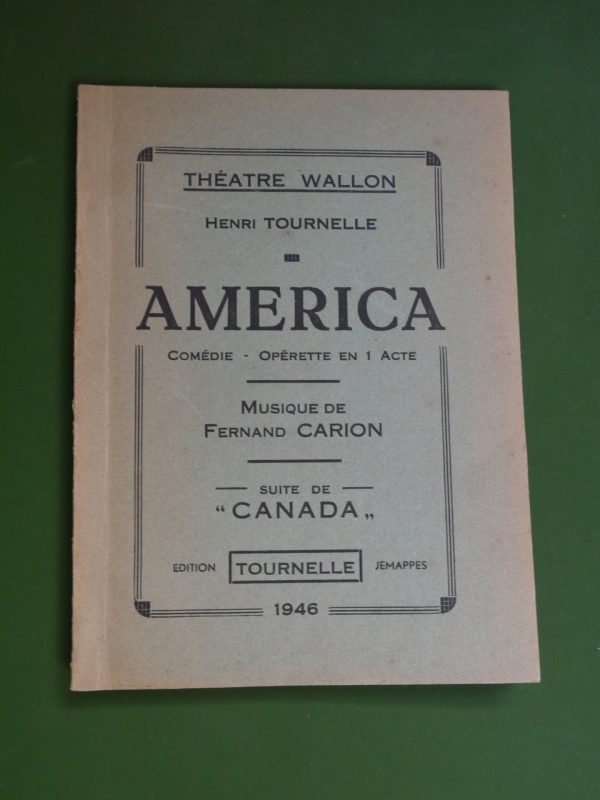 THÉATRE WALLON
HENRI TOURNELLE
AMERICA
COMÉDIE - OPÉRETTE EN 1 ACTE
MUSIQUE DE
FERNAND CARION
SUITE DE
“ CANADA „
EDITION TOURNELLE JEMAPPES
1946